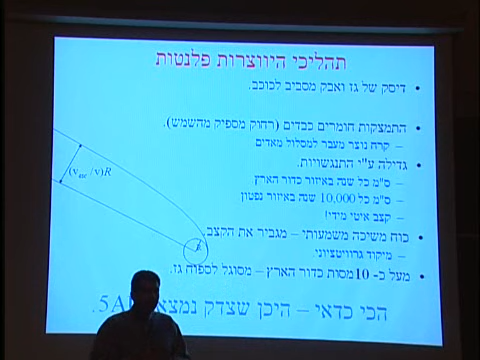 תהליכי היווצרות פלנטות
• דיסק של גז ואבק מסביב לכוכב.
• התמצקות חומרים כבדים (רחוק מספיק מהשמש).
– קרח נוצר מעבר למסלול מאדים
• גדילה ע"י התנגשויות.
– ס"מ כל שנה באיזור כדור הארץ
– ס"מ כל 10,000 שנה באיזור נפטון
– קצב איטי מידי!
• כוח משיכה משמעותי – מגביר את הקצב
– מיקוד גרוויטציוני.
• מעל כ- 10 מסות כדור הארץ – מסוגל לספוח גז.
הכי כדאי – היכן שצדק נמצא 5A.
(v_esc/v)R
R